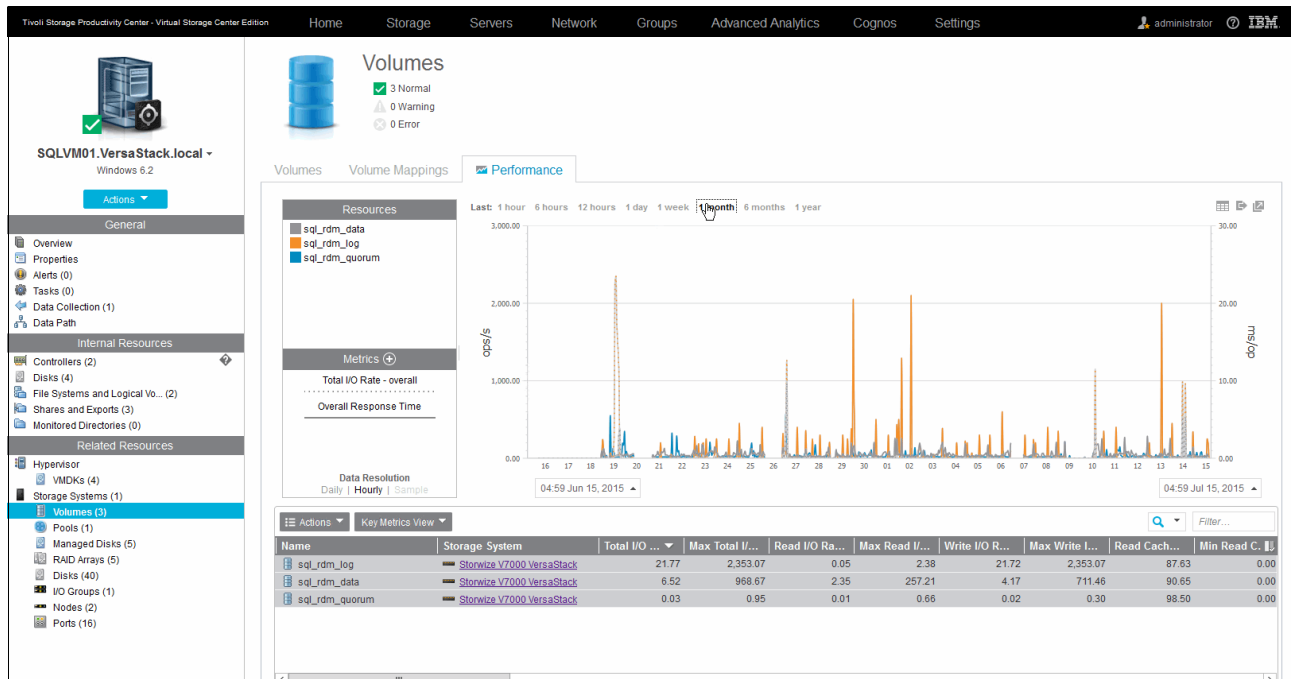 Tivoli Storage Productivity Center - Virtual Storage Center Edition
Home Storage Servers Network Groups Advanced Analytics Cognos Settings
administrator ? IBM.
SQLVM01.VersaStack.local
Windows 6.2
Actions
General
Overview
Properties
Alerts (0)
Tasks (0)
Data Collection (1)
Data Path
Internal Resources
Controllers (2)
Disks (4)
File Systems and Logical Vo... (2)
Shares and Exports (3)
Monitored Directories (0)
Related Resources
Hypervisor
VMDKs (4)
Storage Systems (1)
Volumes (3)
Pools (1)
Managed Disks (5)
RAID Arrays (5)
Disks (40)
I/O Groups (1)
Nodes (2)
Ports (16)
Volumes
3 Normal
0 Warning
0 Error
Volumes Volume Mappings Performance
Resources
sql_rdm_data
sql_rdm_log
sql_rdm_quorum
Metrics
Total I/O Rate - overall
Overall Response Time
Data Resolution
Daily | Hourly | Sample
Last: 1 hour 6 hours 12 hours 1 day 1 week 1 month 6 months 1 year
3,000.00 30.00
2,000.00 20.00
ops/s
ms/op
1,000.00 10.00
0.00 0.00
16 17 18 19 20 21 22 23 24 25 26 27 28 29 30 01 02 03 04 05 06 07 08 09 10 11 12 13 14 15
04:59 Jun 15, 2015 04:59 Jul 15, 2015
Actions Key Metrics View Filter...
Name Storage System Total I/O ... Max Total I/... Read I/O Ra... Max Read I/... Write I/O R... Max Write I... Read Cach... Min Read C.
sql_rdm_log Storwize V7000 VersaStack 21.77 2,353.07 0.05 2.38 21.72 2,353.07 87.63 0.00
sql_rdm_data Storwize V7000 VersaStack 6.52 968.67 2.35 257.21 4.17 711.46 90.65 0.00
sql_rdm_quorum Storwize V7000 VersaStack 0.03 0.95 0.01 0.66 0.02 0.30 98.50 0.00